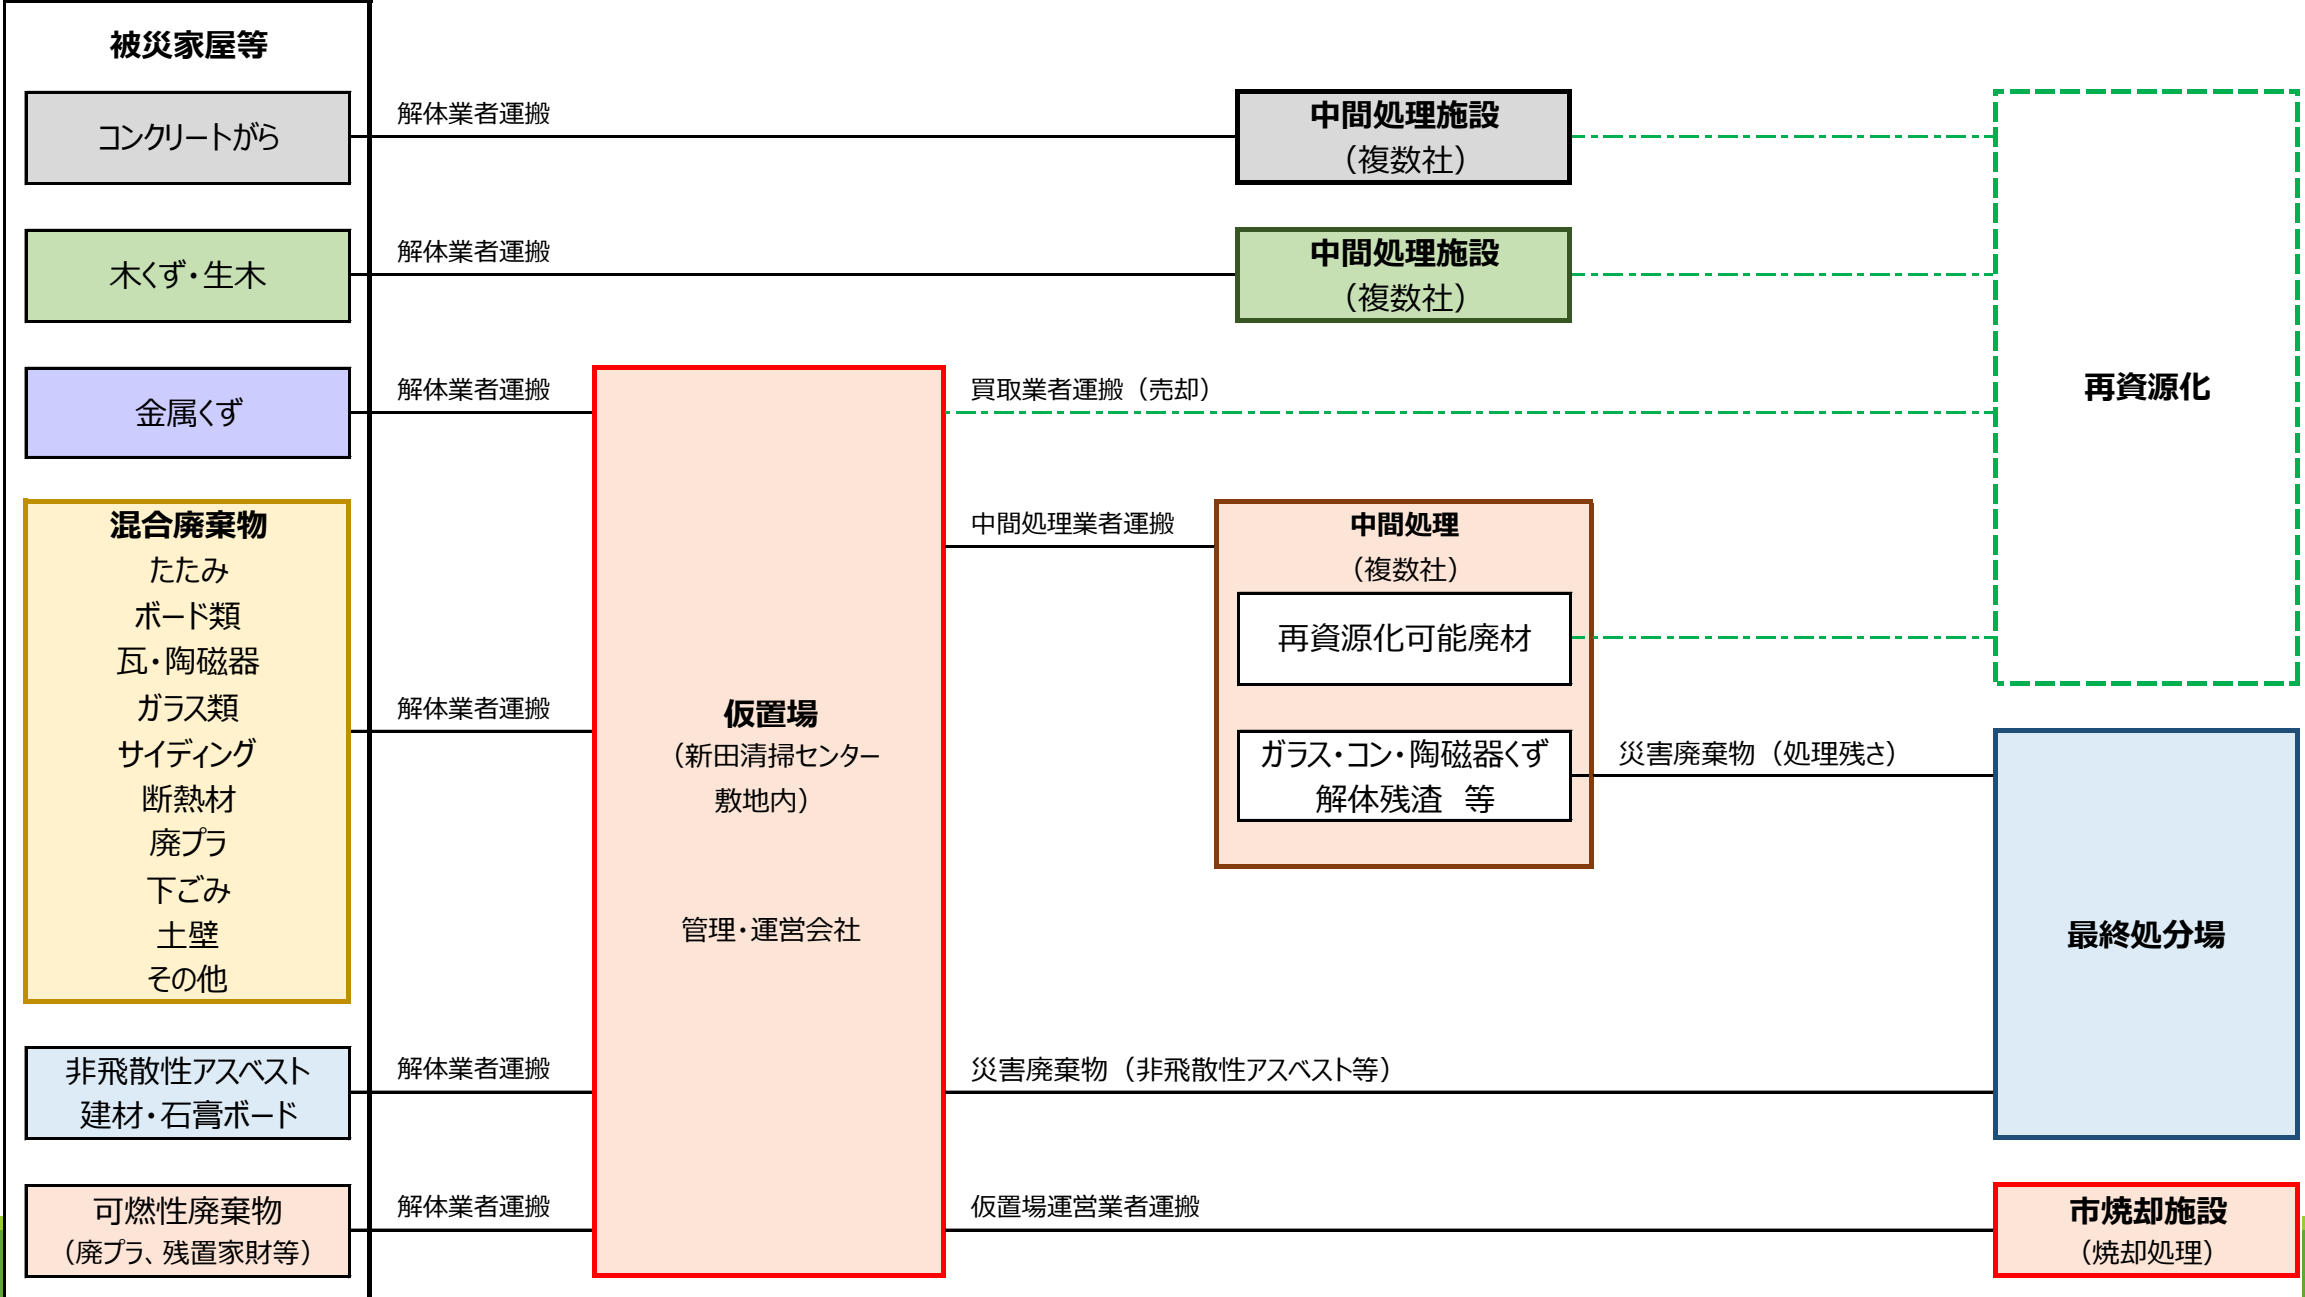 被災家屋等
コンクリートがら
解体業者運搬
中間処理施設
（複数社）
木くず・生木
解体業者運搬
中間処理施設
（複数社）
金属くず
解体業者運搬
買取業者運搬（売却）
再資源化
混合廃棄物
たたみ
ボード類
瓦・陶磁器
ガラス類
サイディング
断熱材
廃プラ
下ごみ
土壁
その他
解体業者運搬
仮置場
（新田清掃センター
敷地内）
管理・運営会社
中間処理業者運搬
中間処理
（複数社）
再資源化可能廃材
ガラス・コン・陶磁器くず
解体残渣　等
災害廃棄物（処理残さ）
最終処分場
非飛散性アスベスト
建材・石膏ボード
解体業者運搬
災害廃棄物（非飛散性アスベスト等）
可燃性廃棄物
（廃プラ、残置家財等）
解体業者運搬
仮置場運営業者運搬
市焼却施設
（焼却処理）